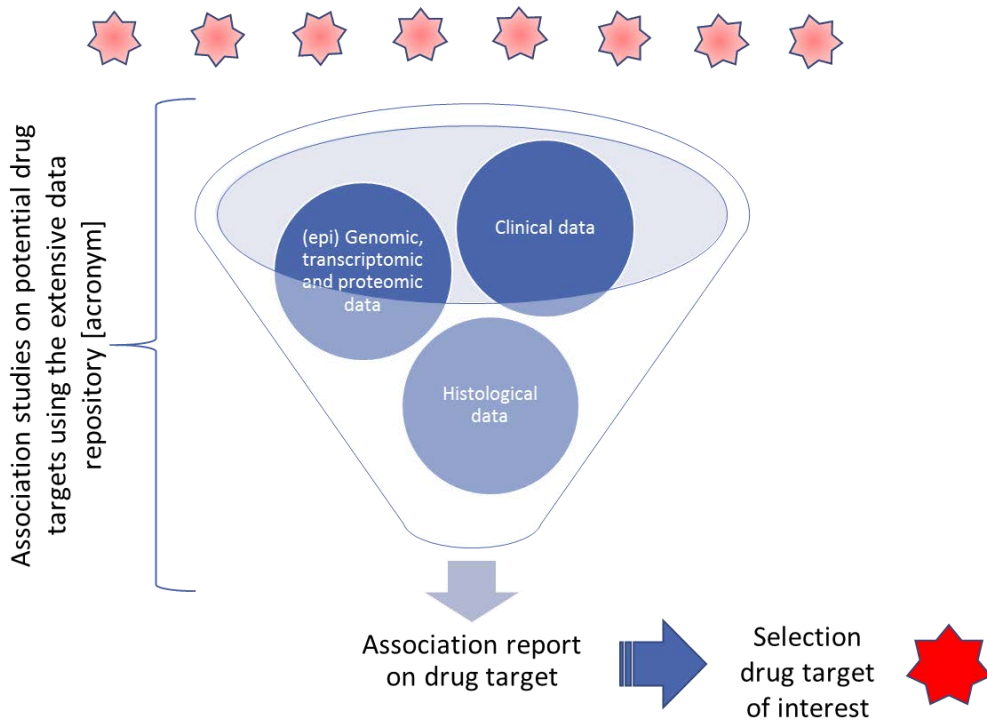 Association studies on potential drug
targets using the extensive data
repository [acronym]
(epi) Genomic,
transcriptomic
and proteomic
data
Clinical data
Histological
data
Association report
on drug target
Selection
drug target
of interest